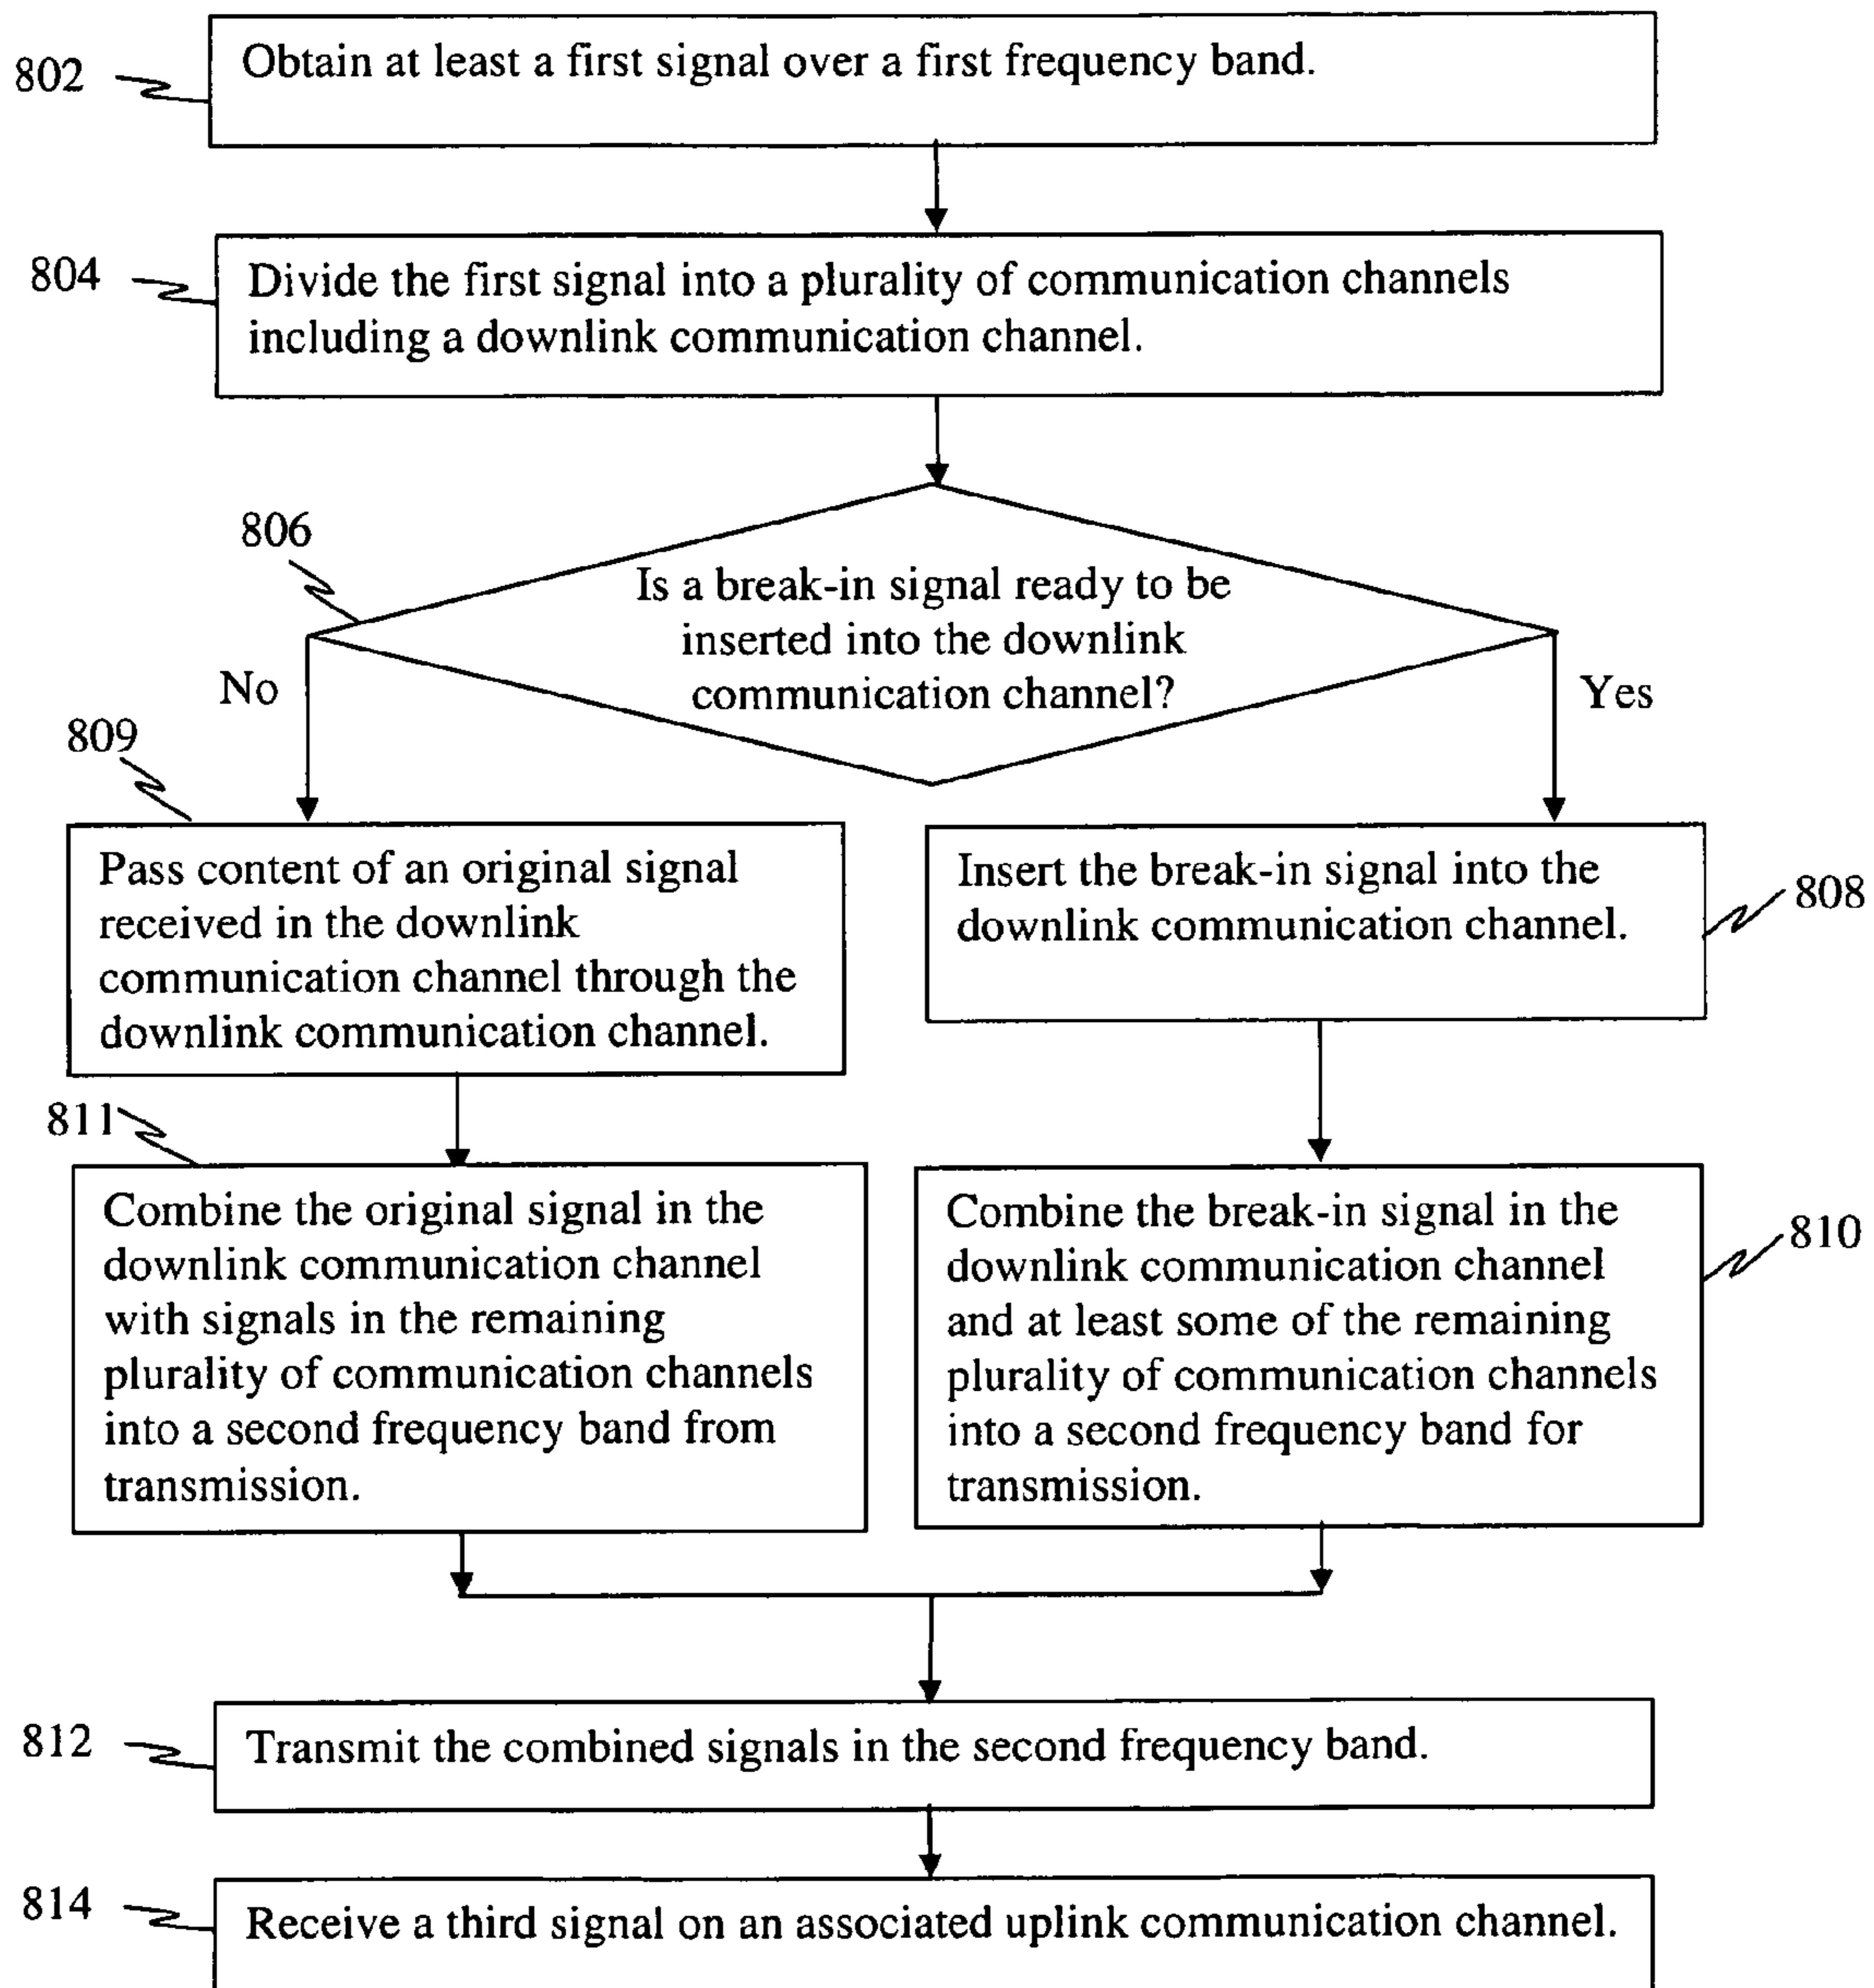 802
Obtain at least a first signal over a first frequency band.
804
Divide the first signal into a plurality of communication channels
including a downlink communication channel.
806
Is a break-in signal ready to be
inserted into the downlink
communication channel?
No
Yes
809
Pass content of an original signal
received in the downlink
communication channel through the
downlink communication channel.
Insert the break-in signal into the
downlink communication channel.
808
811
Combine the original signal in the
downlink communication channel
with signals in the remaining
plurality of communication channels
into a second frequency band from
transmission.
Combine the break-in signal in the
downlink communication channel
and at least some of the remaining
plurality of communication channels
into a second frequency band for
transmission.
810
812
Transmit the combined signals in the second frequency band.
814
Receive a third signal on an associated uplink communication channel.